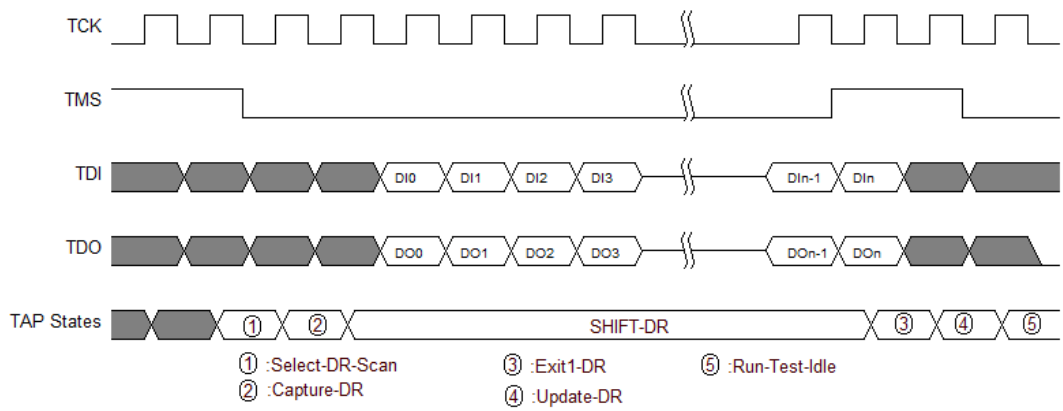 TCK
TMS
TDI
DI0 DI1 DI2 DI3 DIn-1 DIn
TDO
DO0 DO1 DO2 DO3 DOn-1 DOn
TAP States
① ② SHIFT-DR ③ ④ ⑤
① :Select-DR-Scan ③ :Exit1-DR ⑤ :Run-Test-Idle
② :Capture-DR ④ :Update-DR